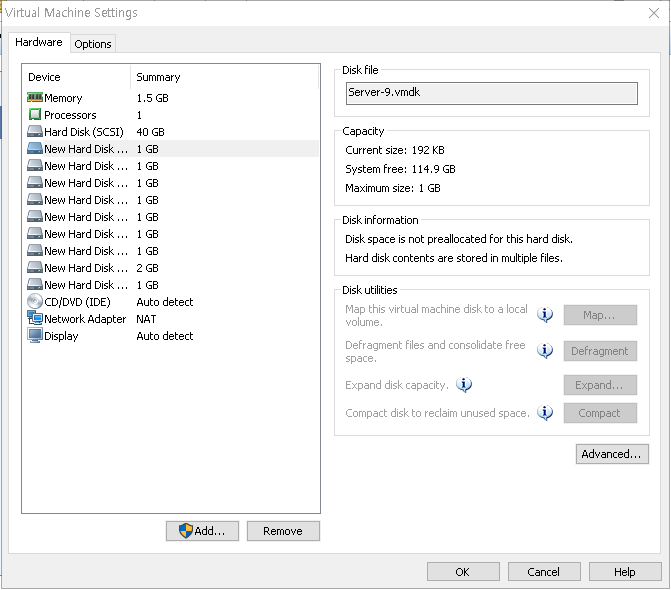 Virtual Machine Settings
Hardware Options
Device Summary
Memory 1.5 GB
Processors 1
Hard Disk (SCSI) 40 GB
New Hard Disk ... 1 GB
New Hard Disk ... 1 GB
New Hard Disk ... 1 GB
New Hard Disk ... 1 GB
New Hard Disk ... 1 GB
New Hard Disk ... 1 GB
New Hard Disk ... 1 GB
New Hard Disk ... 2 GB
New Hard Disk ... 1 GB
CD/DVD (IDE) Auto detect
Network Adapter NAT
Display Auto detect
Add... Remove
Disk file
Server-9.vmdk
Capacity
Current size: 192 KB
System free: 114.9 GB
Maximum size: 1 GB
Disk information
Disk space is not preallocated for this hard disk.
Hard disk contents are stored in multiple files.
Disk utilities
Map this virtual machine disk to a local
volume.
Map...
Defragment files and consolidate free
space.
Defragment
Expand disk capacity.
Expand...
Compact disk to reclaim unused space.
Compact
Advanced...
OK Cancel Help